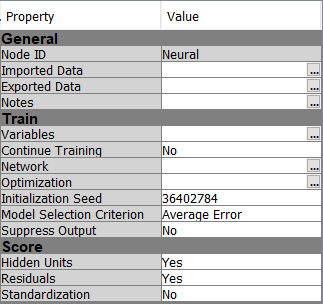 . Property Value
General
Node ID Neural
Imported Data ...
Exported Data ...
Notes ...
Train
Variables ...
Continue Training No
Network ...
Optimization ...
Initialization Seed 36402784
Model Selection Criterion Average Error
Suppress Output No
Score
Hidden Units Yes
Residuals Yes
Standardization No